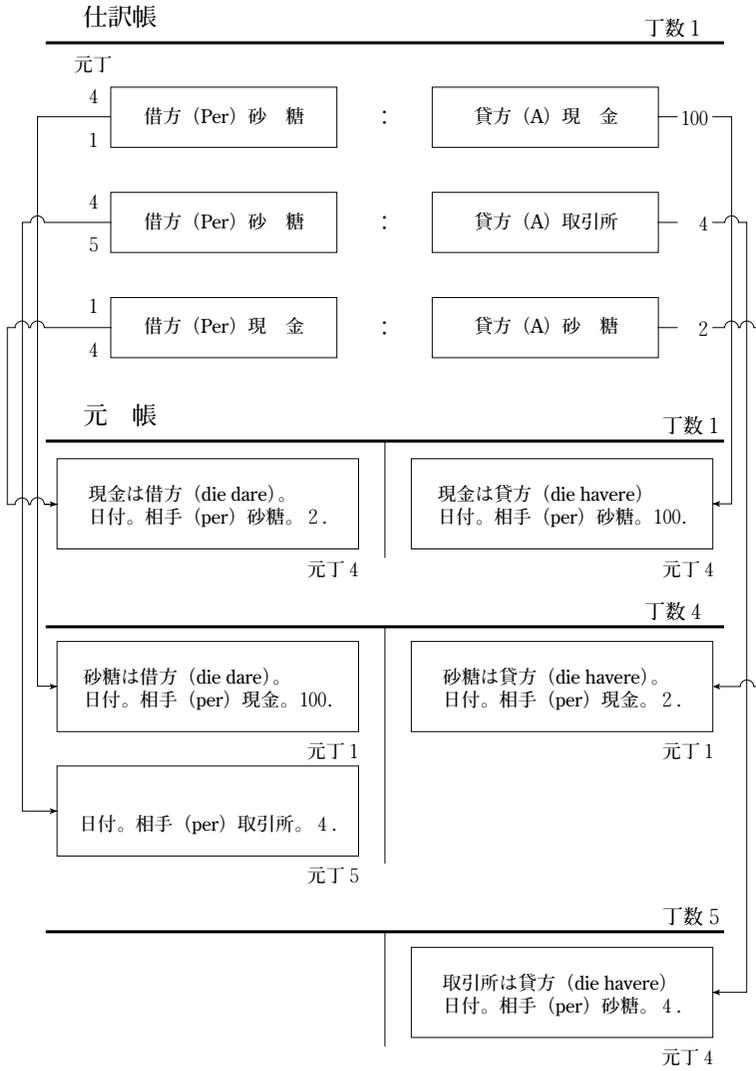 仕訳帳
丁数 1
元丁
4
借方（Per）砂　糖　：　貸方（A）現　金　100
1
4
借方（Per）砂　糖　：　貸方（A）取引所　4
5
1
借方（Per）現　金　：　貸方（A）砂　糖　2
4
元　帳
丁数 1
現金は借方（die dare）。
日付。相手（per）砂糖。2.
元丁 4
現金は貸方（die havere）
日付。相手（per）砂糖。100.
元丁 4
丁数 4
砂糖は借方（die dare）。
日付。相手（per）現金。100.
元丁 1
砂糖は貸方（die havere）。
日付。相手（per）現金。2.
元丁 1
日付。相手（per）取引所。4.
元丁 5
丁数 5
取引所は貸方（die havere）
日付。相手（per）砂糖。4.
元丁 4